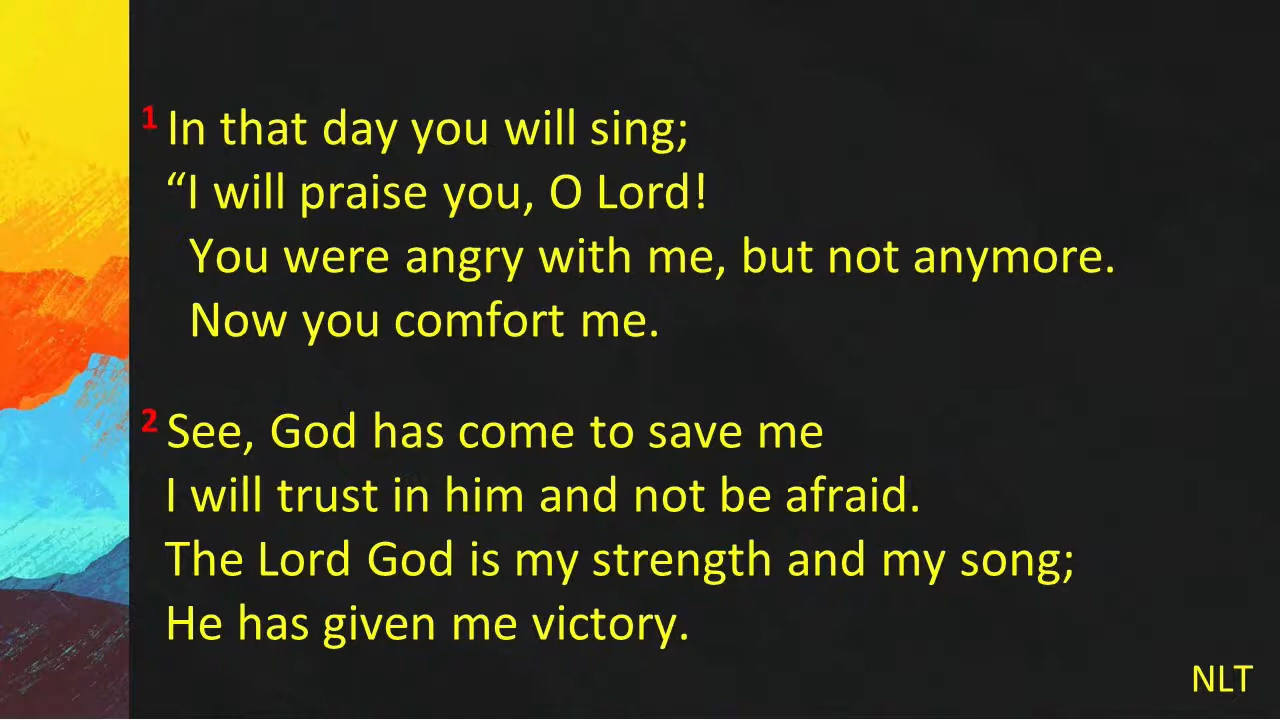 1 In that day you will sing;
“I will praise you, O Lord!
You were angry with me, but not anymore.
Now you comfort me.
2 See, God has come to save me
I will trust in him and not be afraid.
The Lord God is my strength and my song;
He has given me victory.
NLT